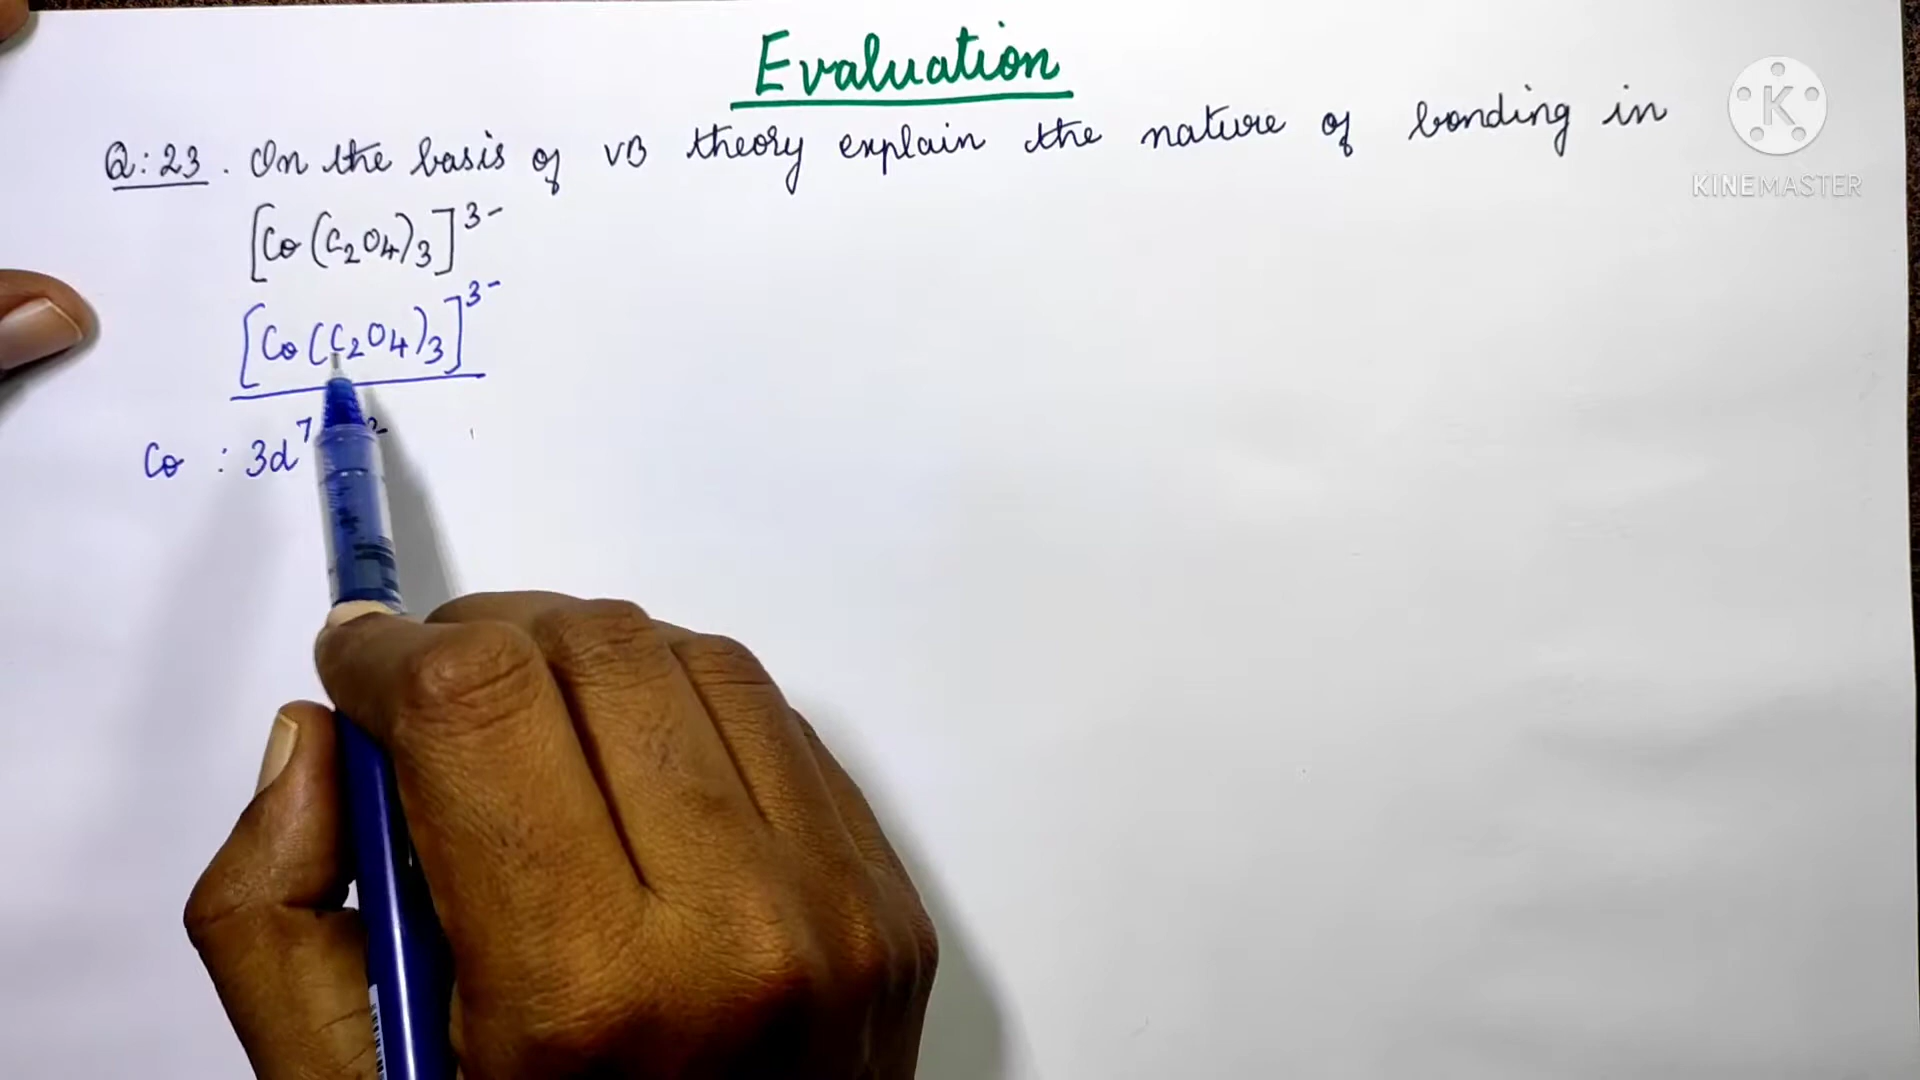 Evaluation
Q:23. On the basis of VB theory explain the nature of bonding in
[Co(C₂O₄)₃]³⁻
[Co(C₂O₄)₃]³⁻
Co : 3d⁷ ²
KINEMASTER